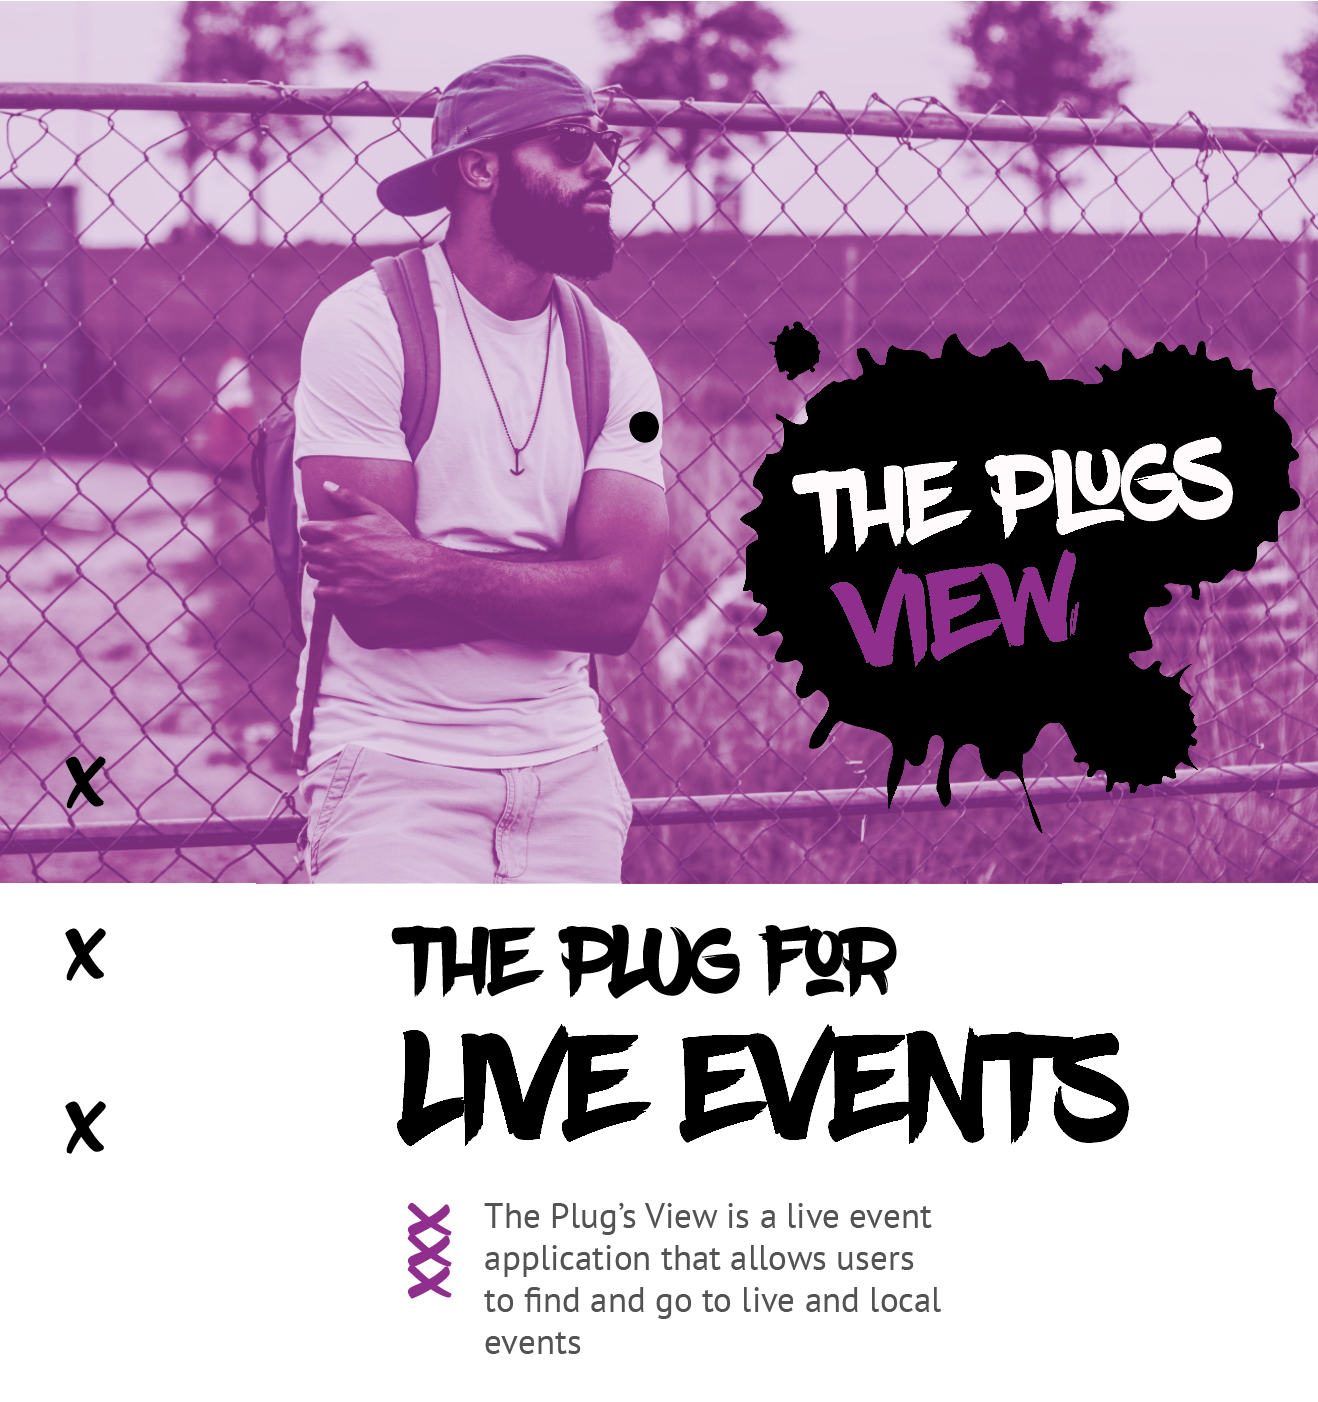 THE PLUGS
VIEW
X
X
THE PLUG FOR
LIVE EVENTS
X
XXX
The Plug’s View is a live event
application that allows users
to find and go to live and local
events